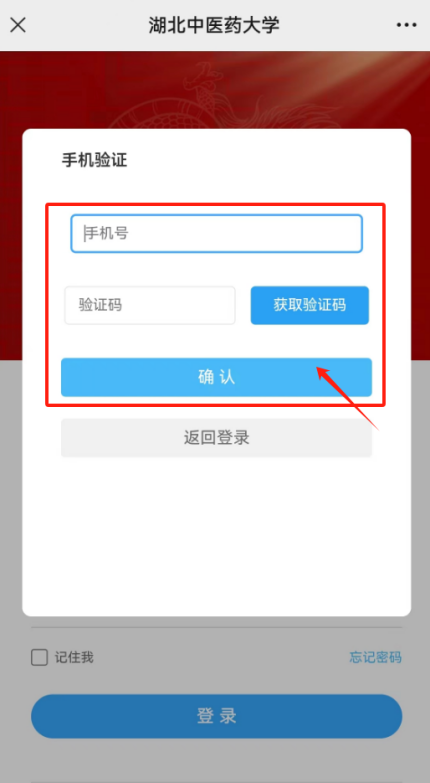 湖北中医药大学
手机验证
手机号
验证码 获取验证码
确 认
返回登录
记住我 忘记密码
登 录